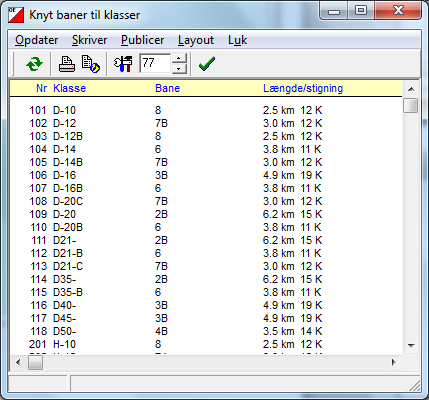 OE
Knyt baner til klasser
Opdater Skriver Publicer Layout Luk
77
Nr Klasse Bane Længde/stigning
101 D-10 8 2.5 km 12 K
102 D-12 7B 3.0 km 12 K
103 D-12B 8 2.5 km 12 K
104 D-14 6 3.8 km 11 K
105 D-14B 7B 3.0 km 12 K
106 D-16 3B 4.9 km 19 K
107 D-16B 6 3.8 km 11 K
108 D-20C 7B 3.0 km 12 K
109 D-20 2B 6.2 km 15 K
110 D-20B 6 3.8 km 11 K
111 D21- 2B 6.2 km 15 K
112 D21-B 6 3.8 km 11 K
113 D21-C 7B 3.0 km 12 K
114 D35- 2B 6.2 km 15 K
115 D35-B 6 3.8 km 11 K
116 D40- 3B 4.9 km 19 K
117 D45- 3B 4.9 km 19 K
118 D50- 4B 3.5 km 14 K
201 H-10 8 2.5 km 12 K